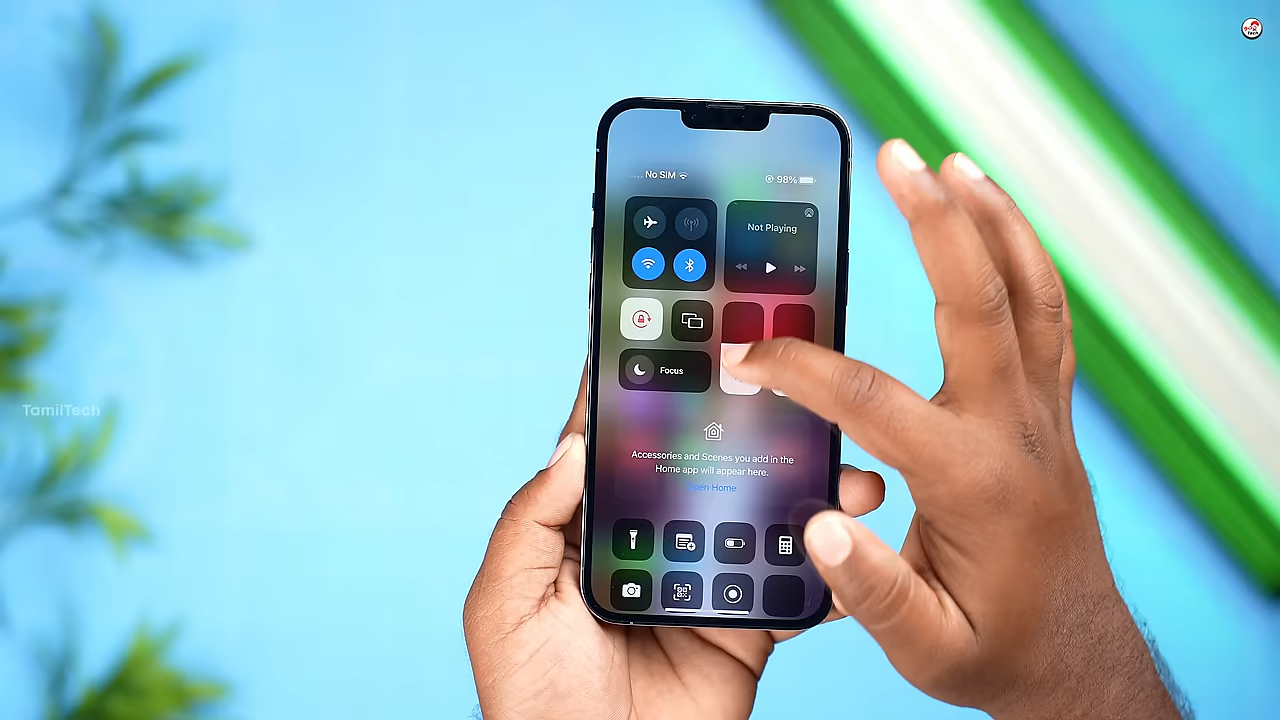 No SIM
98%
Not Playing
Focus
Accessories and Scenes you add in the
Home app will appear here.
Open Home
TamilTech